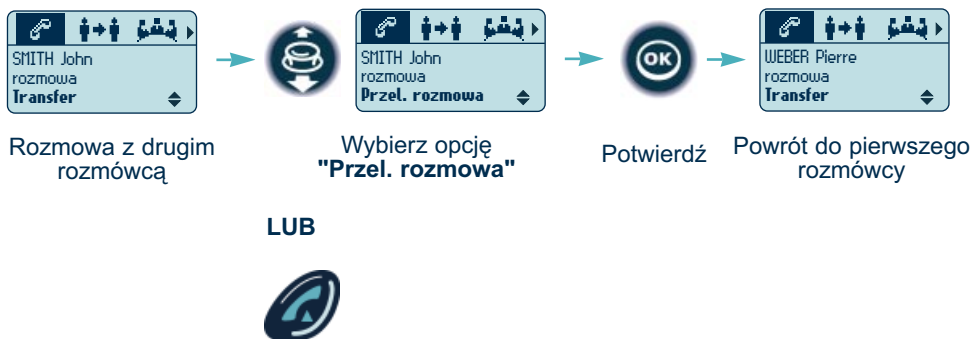 SMITH John
rozmowa
Transfer
Rozmowa z drugim
rozmówcą
SMITH John
rozmowa
Przel. rozmowa
Wybierz opcję
"Przel. rozmowa"
OK
Potwierdź
WEBER Pierre
rozmowa
Transfer
Powrót do pierwszego
rozmówcy
LUB